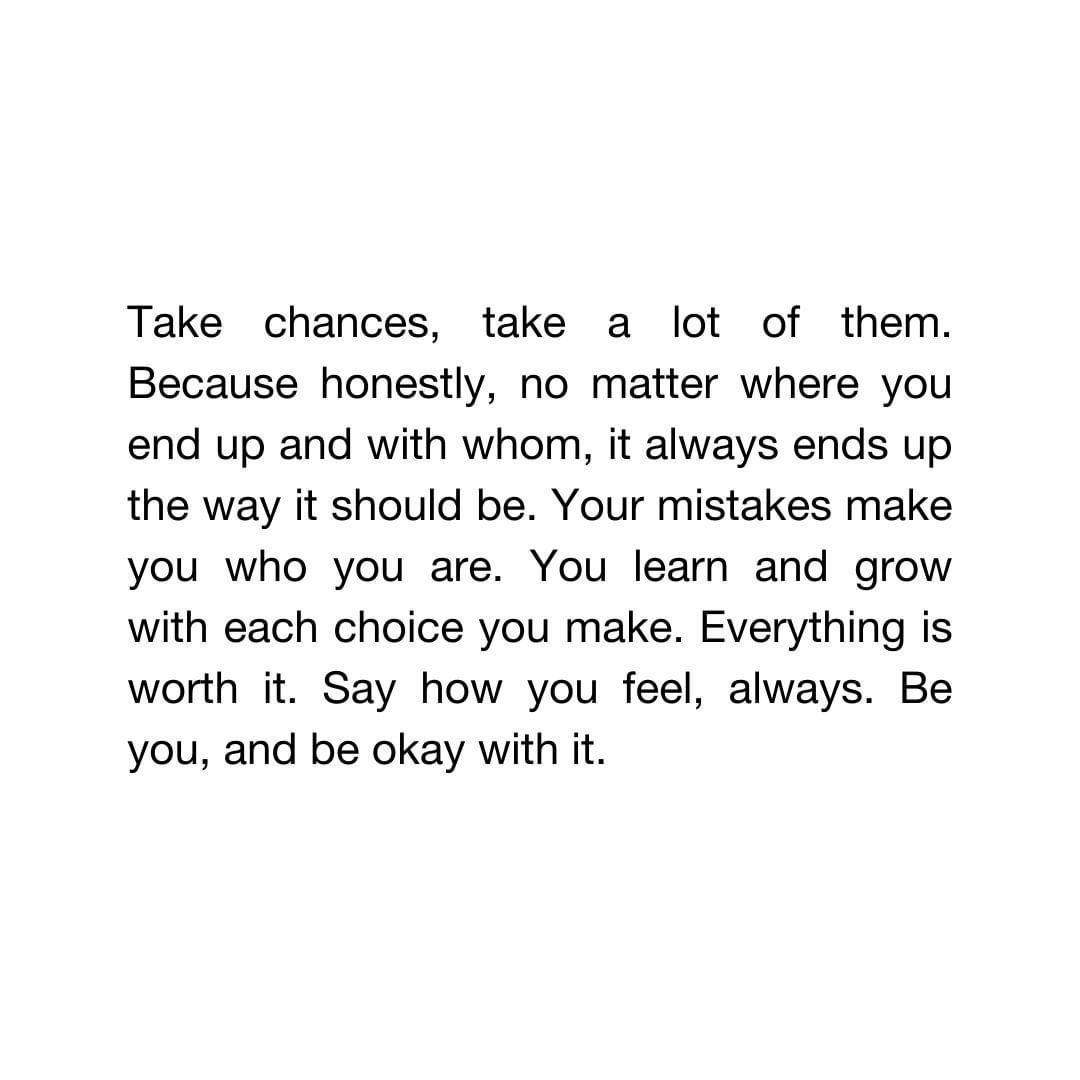 Take chances, take a lot of them.
Because honestly, no matter where you
end up and with whom, it always ends up
the way it should be. Your mistakes make
you who you are. You learn and grow
with each choice you make. Everything is
worth it. Say how you feel, always. Be
you, and be okay with it.